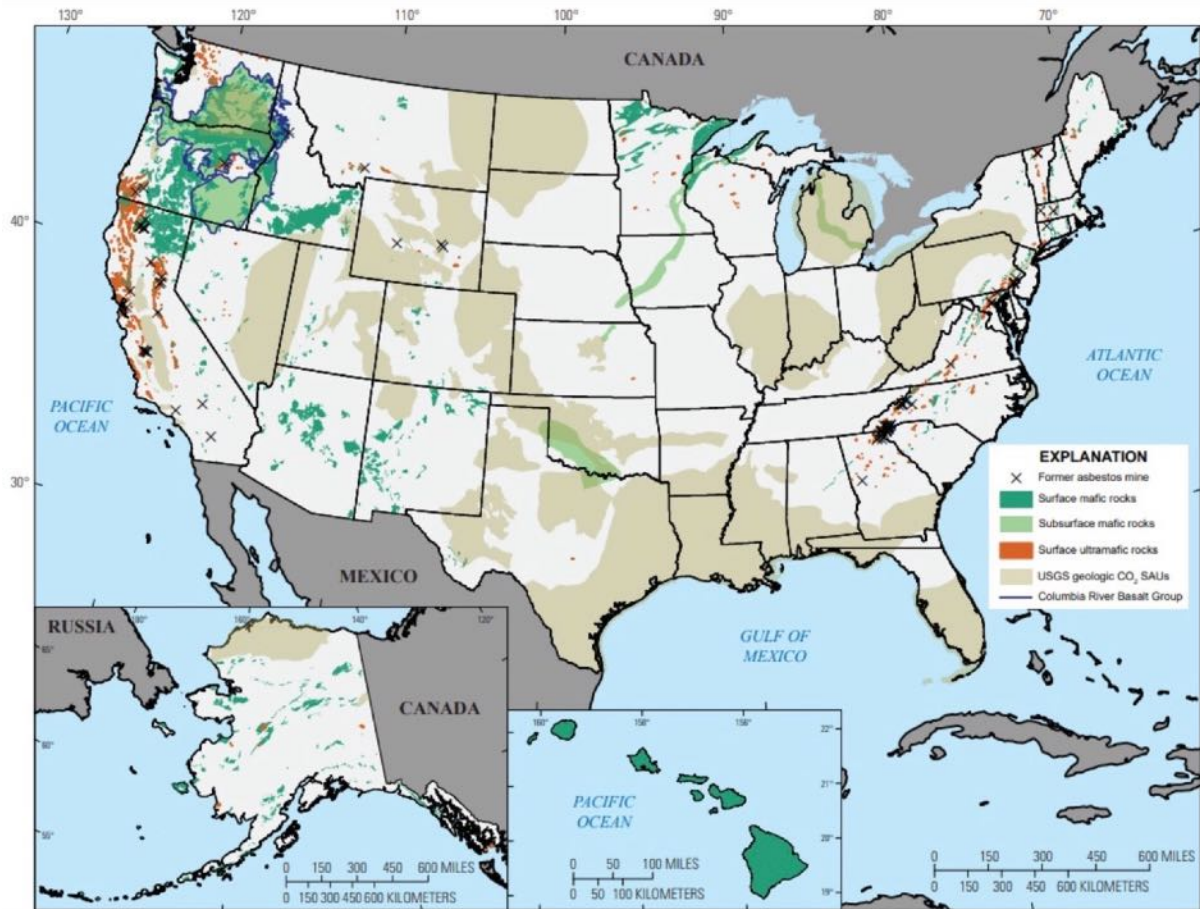 130° 120° 110° 100° 90° 80° 70°
CANADA
40°
30°
PACIFIC
OCEAN
ATLANTIC
OCEAN
MEXICO
GULF OF
MEXICO
EXPLANATION
Former asbestos mine
Surface mafic rocks
Subsurface mafic rocks
Surface ultramafic rocks
USGS geologic CO₂ SAUs
Columbia River Basalt Group
180° 160° 140° 120°
RUSSIA
65°
CANADA
60°
55°
0 150 300 450 600 MILES
0 150 300 450 600 KILOMETERS
160° 158° 156°
22°
21°
20°
19°
PACIFIC
OCEAN
0 50 100 MILES
0 50 100 KILOMETERS
0 150 300 450 600 MILES
0 150 300 450 600 KILOMETERS